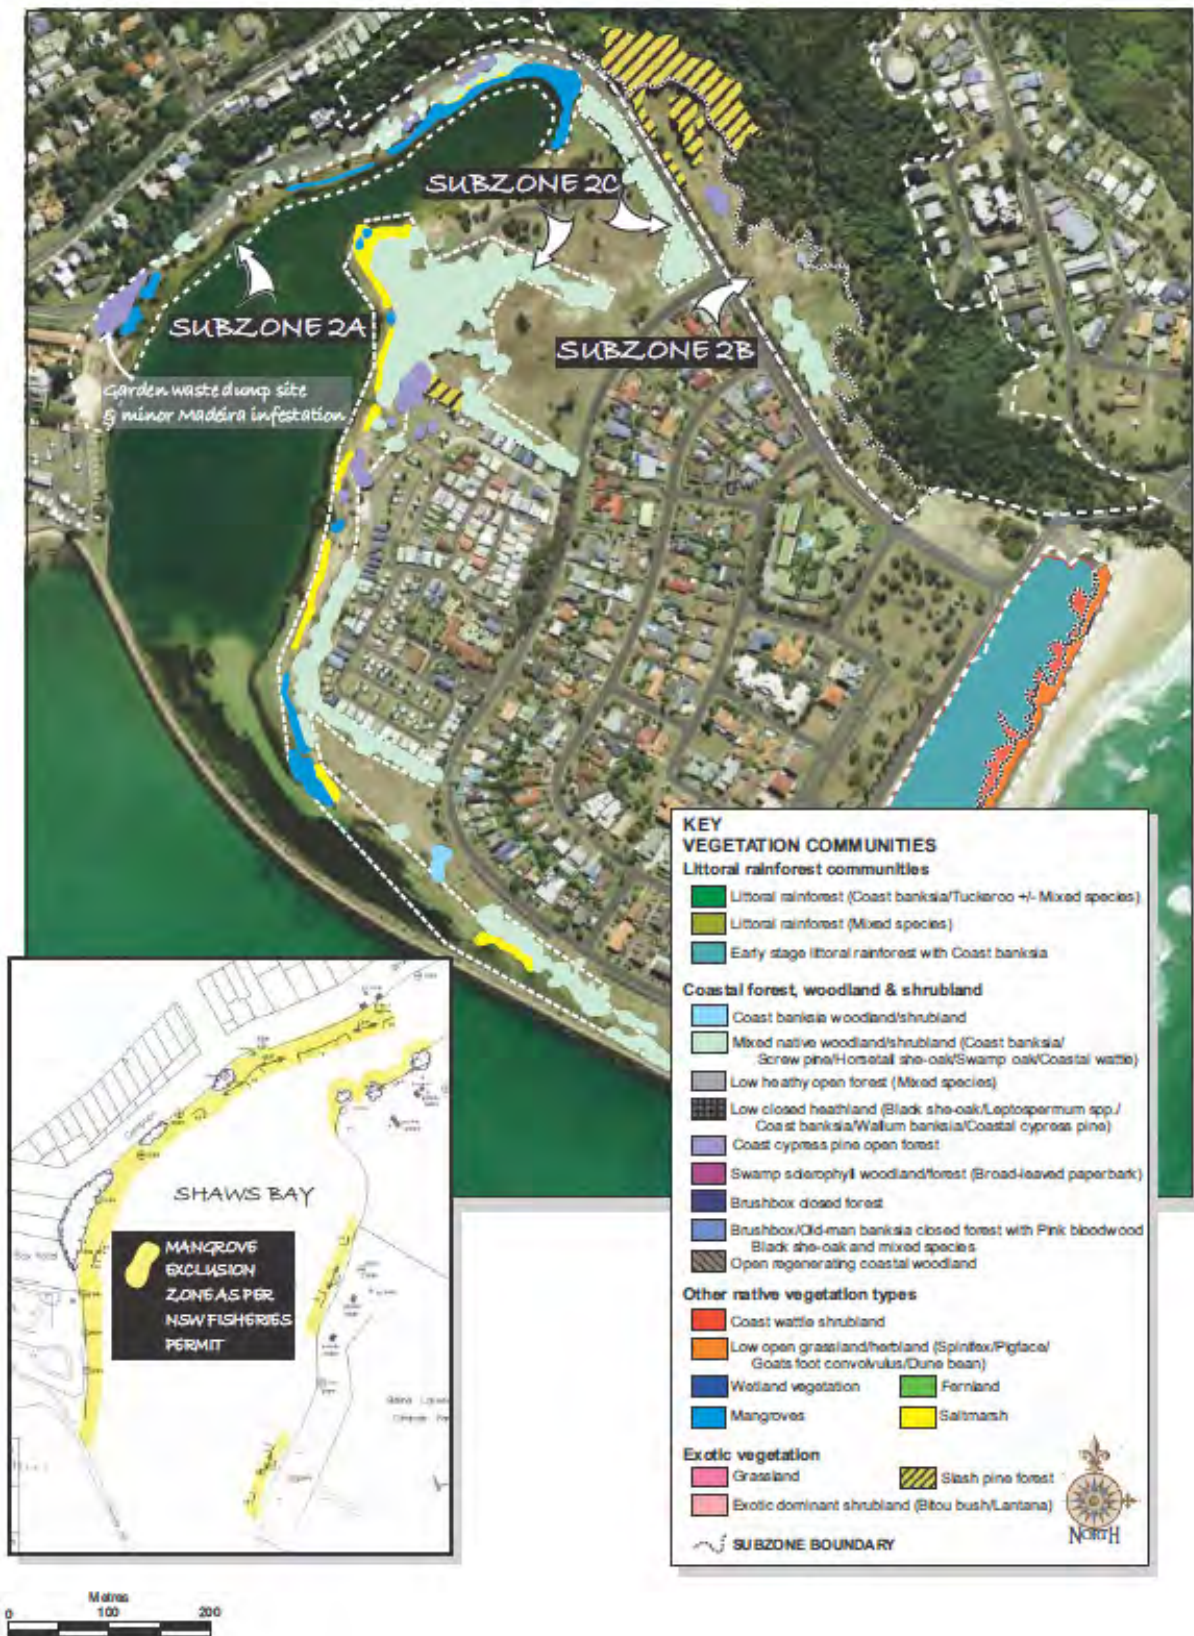 SUBZONE 2C
SUBZONE 2A
SUBZONE 2B
Garden waste dump site
& minor Madeira infestation
KEY
VEGETATION COMMUNITIES
Littoral rainforest communities
Littoral rainforest (Coast banksia/Tuckeroo +/- Mixed species)
Littoral rainforest (Mixed species)
Early stage littoral rainforest with Coast banksia
Coastal forest, woodland & shrubland
Coast banksia woodland/shrubland
Mixed native woodland/shrubland (Coast banksia/
Screw pine/Horsetail she-oak/Swamp oak/Coastal wattle)
Low heathy open forest (Mixed species)
Low closed heathland (Black she-oak/Leptospermum spp./
Coast banksia/Wallum banksia/Coastal cypress pine)
Coast cypress pine open forest
Swamp sclerophyll woodland/forest (Broad-leaved paperbark)
Brushbox closed forest
Brushbox/Old-man banksia closed forest with Pink bloodwood
Black she-oak and mixed species
Open regenerating coastal woodland
Other native vegetation types
Coast wattle shrubland
Low open grassland/herbland (Spinifex/Pigface/
Goats foot convolvulus/Dune bean)
Wetland vegetation Fernland
Mangroves Saltmarsh
Exotic vegetation
Grassland Slash pine forest
Exotic dominant shrubland (Bitou bush/Lantana)
SUBZONE BOUNDARY
NORTH
SHAWS BAY
MANGROVE
EXCLUSION
ZONE AS PER
NSW FISHERIES
PERMIT
Metres
0 100 200